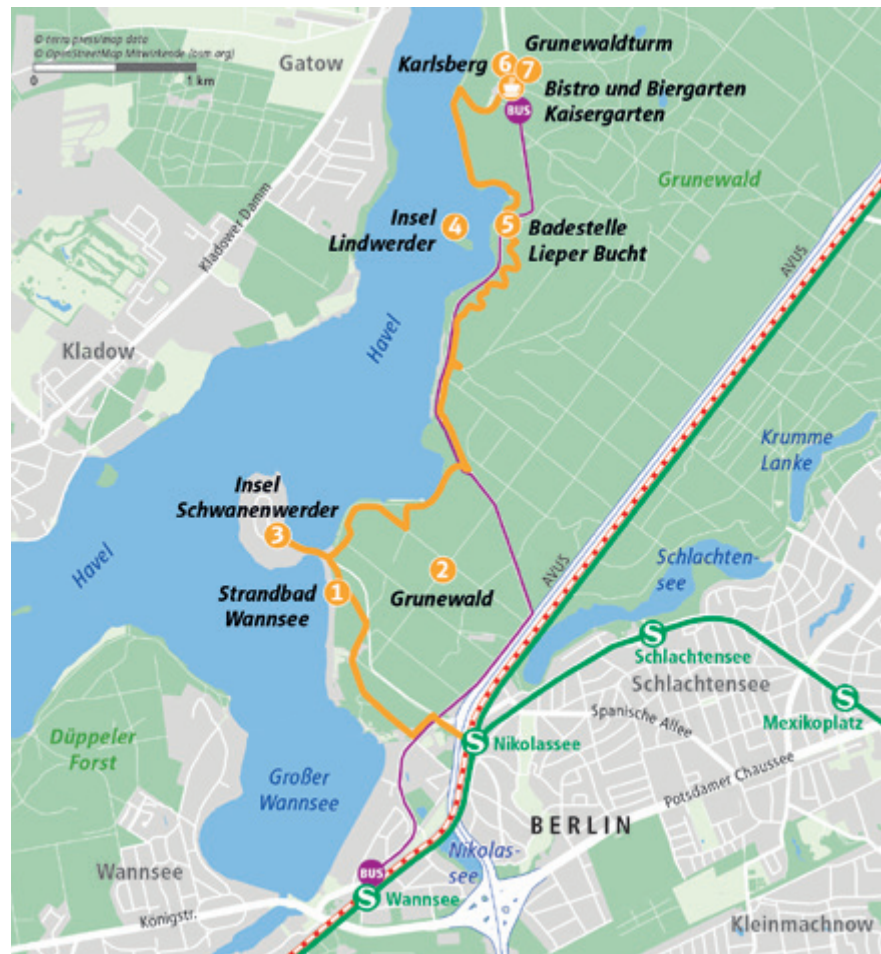 © terra press/map data
© OpenStreetMap Mitwirkende (osm org)
0
1 km
Gatow
Grunewaldturm
Karlsberg
6
7
Bistro und Biergarten
Kaisergarten
BUS
Grunewald
Insel
Lindwerder
4
5
Badestelle
Lieper Bucht
Kladower Damm
AVUS
Kladow
Havel
Krumme
Lanke
Insel
Schwanenwerder
3
Havel
AVUS
Schlachten-
see
2
Grunewald
Strandbad
Wannsee
1
S
Schlachtensee
Schlachtensee
S
Mexikoplatz
Spanische Allee
Düppeler
Forst
S
Nikolassee
Großer
Wannsee
Potsdamer Chaussee
BERLIN
Nikolas-
see
Wannsee
BUS
S
Wannsee
Königstr.
Kleinmachnow